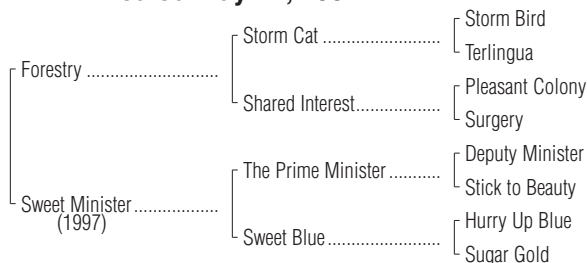 Storm Bird
Storm Cat ........................
Terlingua
Forestry ...................................
Pleasant Colony
Shared Interest......................
Surgery
Deputy Minister
The Prime Minister .............
Stick to Beauty
Sweet Minister ......................
(1997)
Hurry Up Blue
Sweet Blue .............................
Sugar Gold